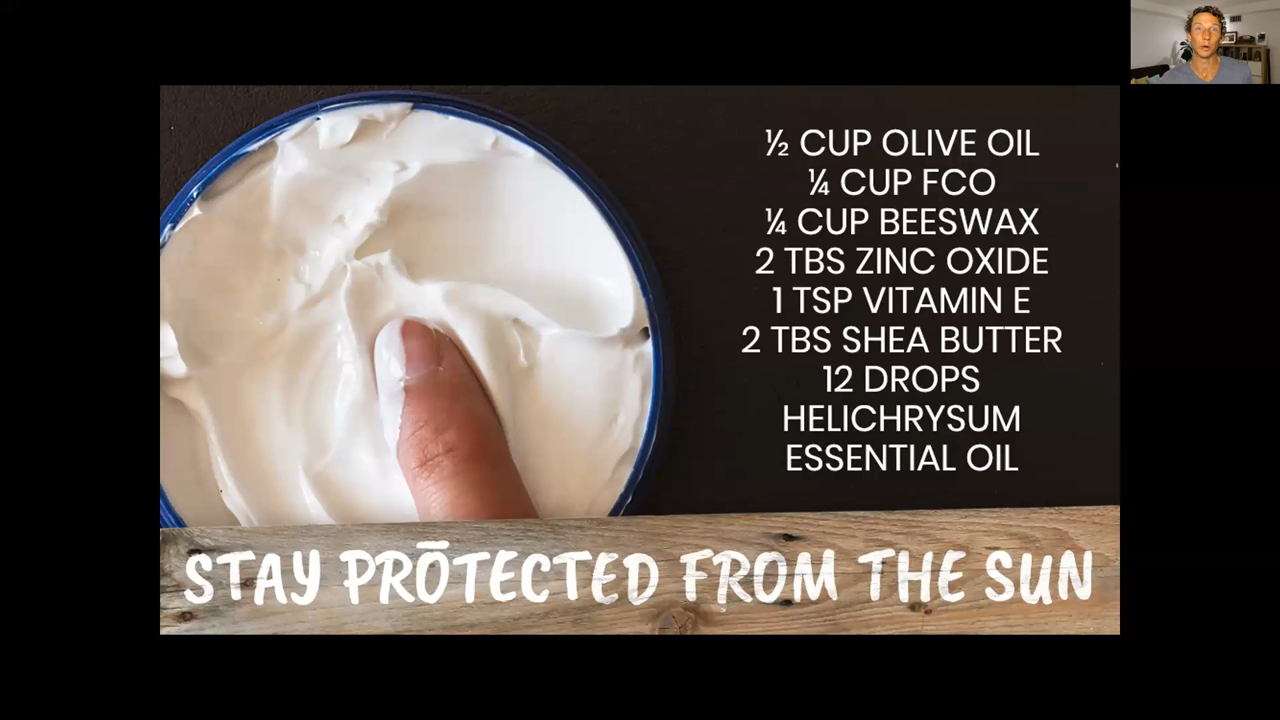 ½ CUP OLIVE OIL
¼ CUP FCO
¼ CUP BEESWAX
2 TBS ZINC OXIDE
1 TSP VITAMIN E
2 TBS SHEA BUTTER
12 DROPS
HELICHRYSUM
ESSENTIAL OIL
STAY PRŌTECTED FROM THE SUN